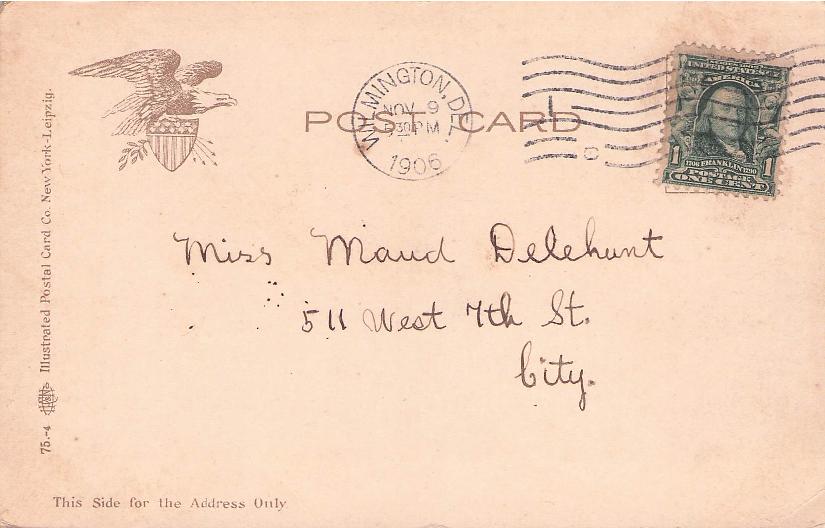 POST CARD
WILMINGTON, DEL.
NOV 9
530PM
1906
UNITED STATES OF
AMERICA
1 1706 FRANKLIN 1790 1
POSTAGE
ONE CENT
Miss Maud Delehunt
511 West 7th St.
City.
75.-4 Illustrated Postal Card Co. New York-Leipzig.
This Side for the Address Only